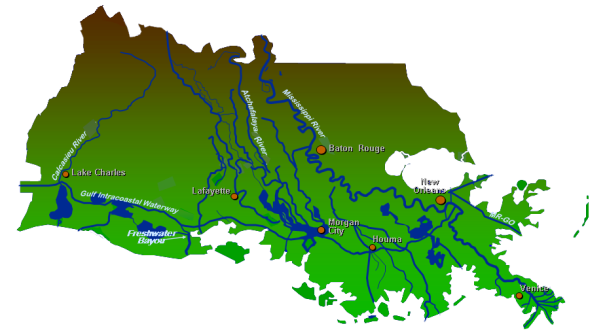 Mississippi River
Atchafalaya River
Calcasieu River
Baton Rouge
Lake Charles
New
Orleans
Lafayette
Gulf Intracoastal Waterway
MR-GO
Morgan
City
Freshwater
Bayou
Houma
Venice